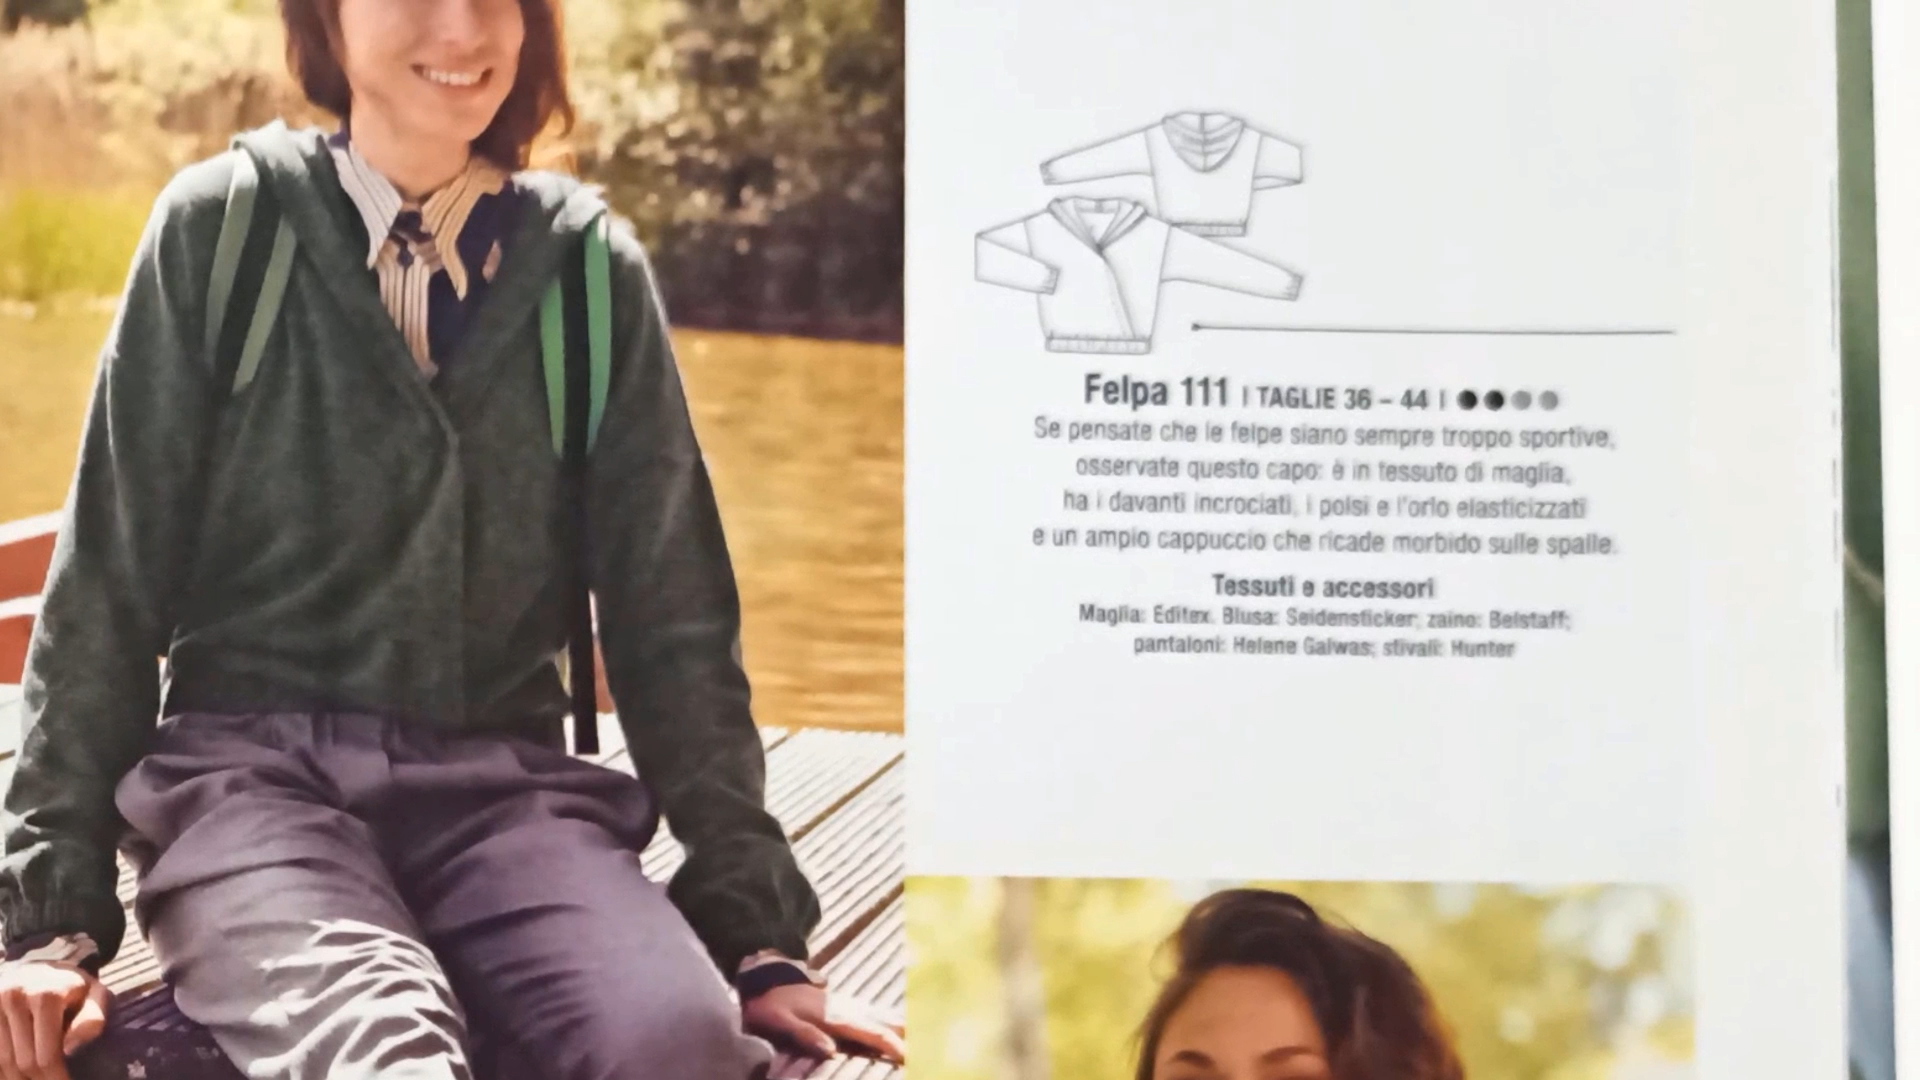 Felpa 111 | TAGLIE 36 – 44 |
Se pensate che le felpe siano sempre troppo sportive,
osservate questo capo: è in tessuto di maglia,
ha i davanti incrociati, i polsi e l'orlo elasticizzati
e un ampio cappuccio che ricade morbido sulle spalle.
Tessuti e accessori
Maglia: Editex. Blusa: Seidensticker; zaino: Belstaff;
pantaloni: Helene Galwas; stivali: Hunter